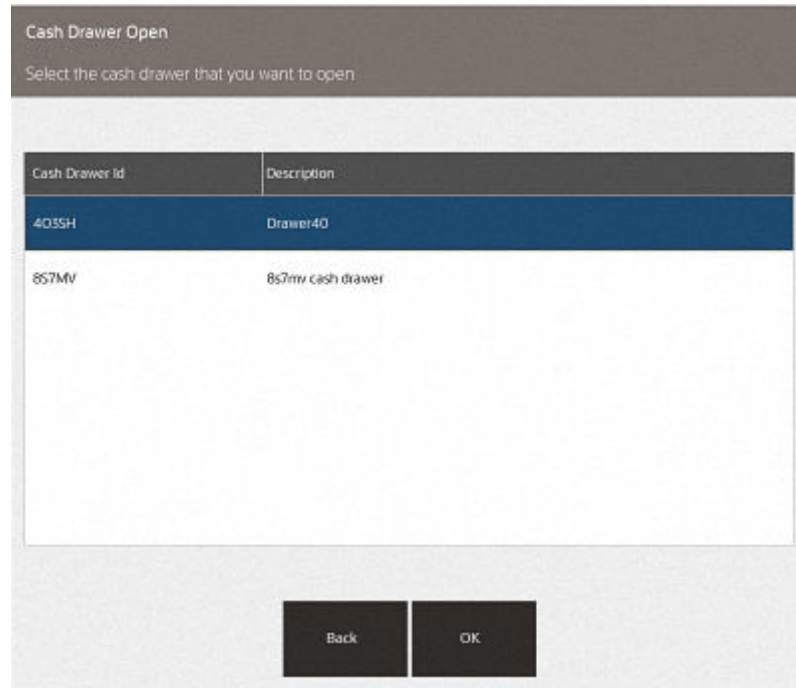 Cash Drawer Open
Select the cash drawer that you want to open
Cash Drawer Id Description
403SH Drawer40
8S7MV 8s7mv cash drawer
Back OK